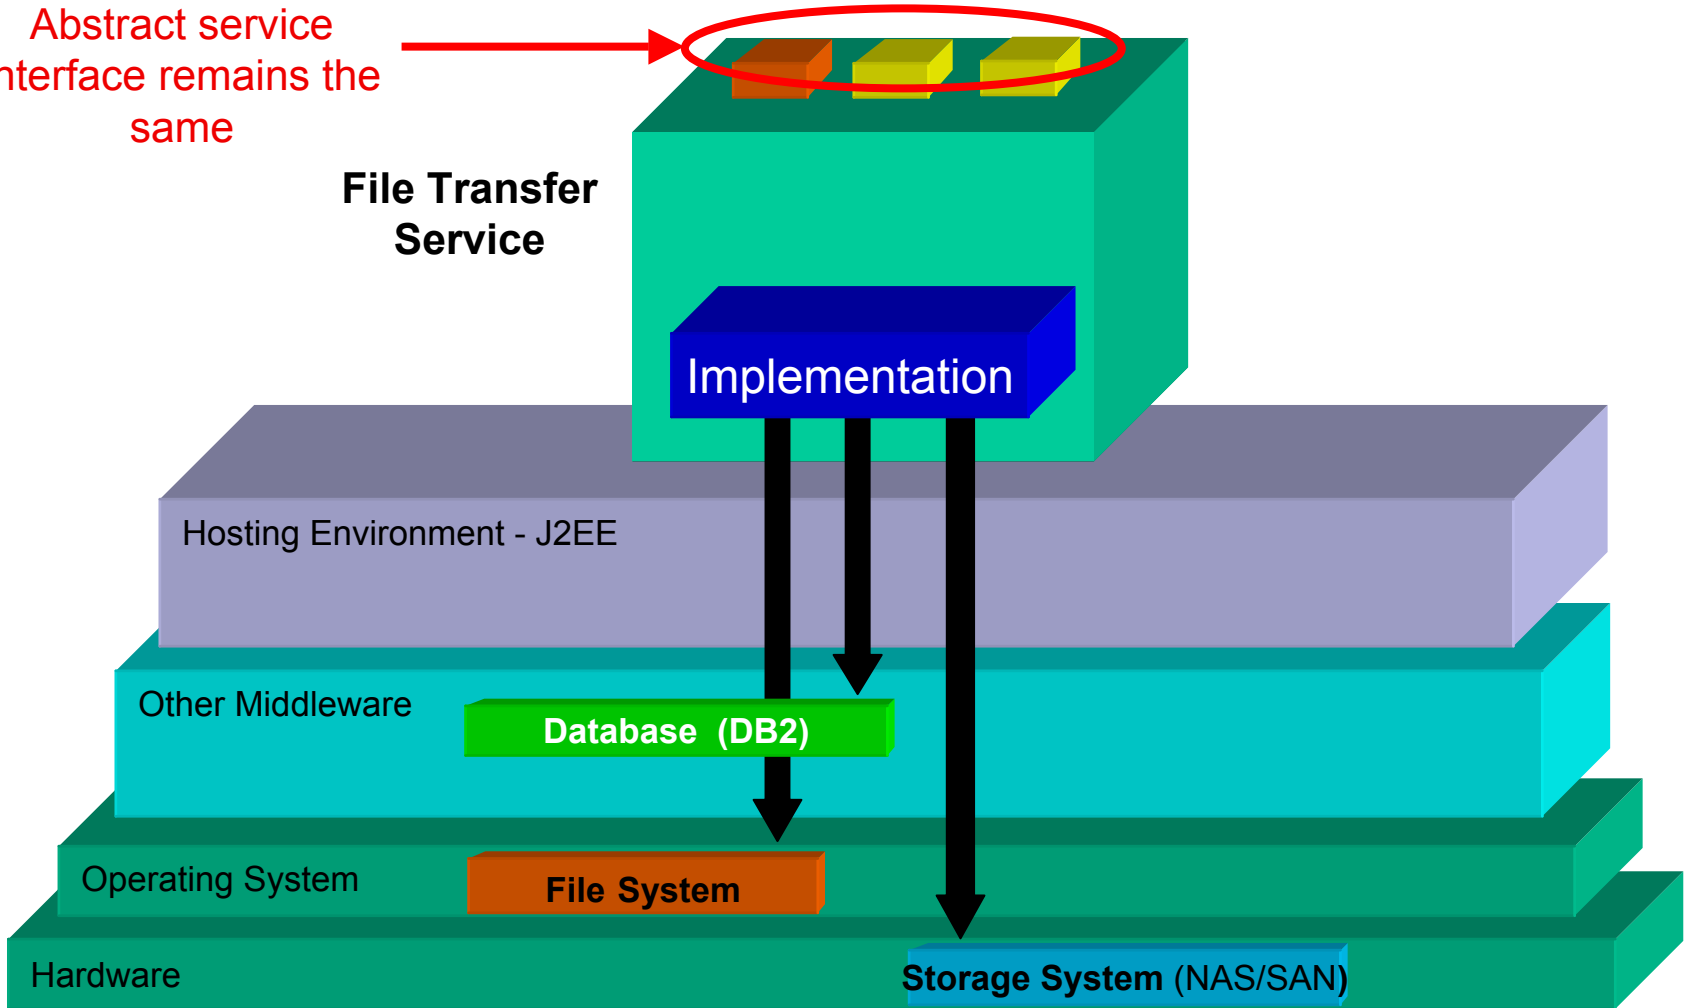 Abstract service
nterface remains the
same
File Transfer
Service
Implementation
Hosting Environment - J2EE
Other Middleware
Database (DB2)
Operating System
File System
Hardware
Storage System (NAS/SAN)